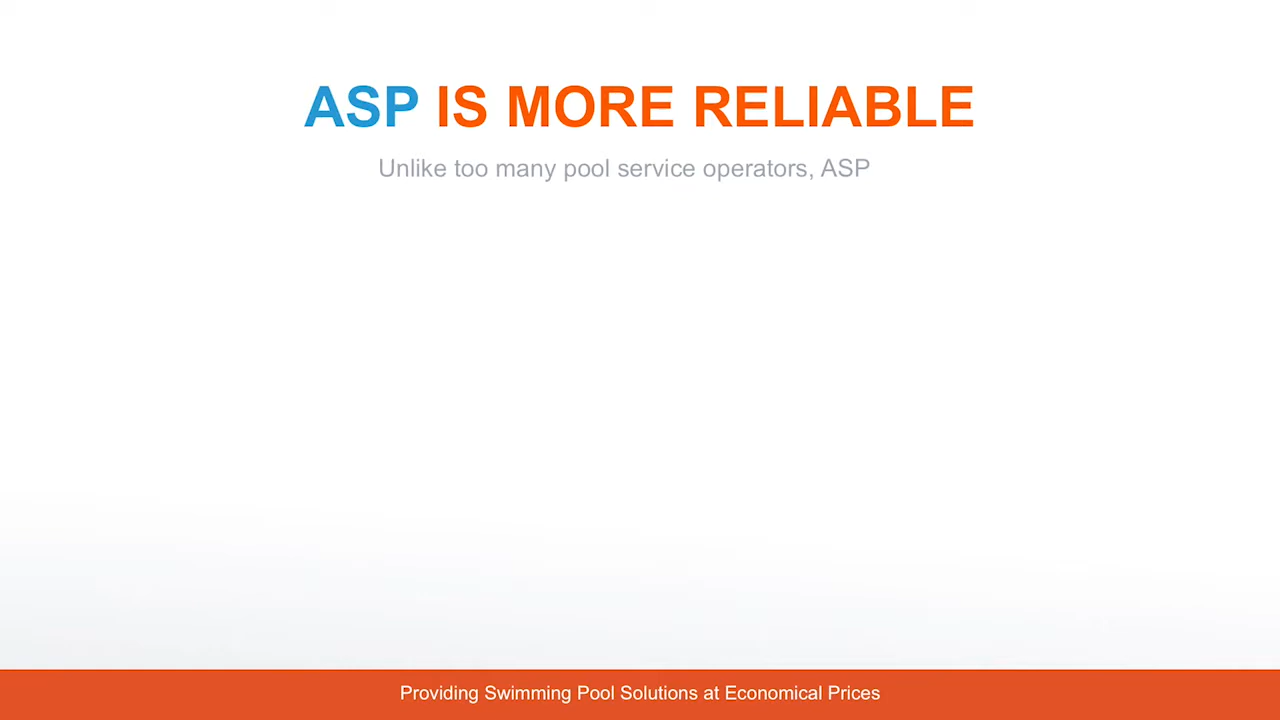 ASP IS MORE RELIABLE
Unlike too many pool service operators, ASP
Providing Swimming Pool Solutions at Economical Prices